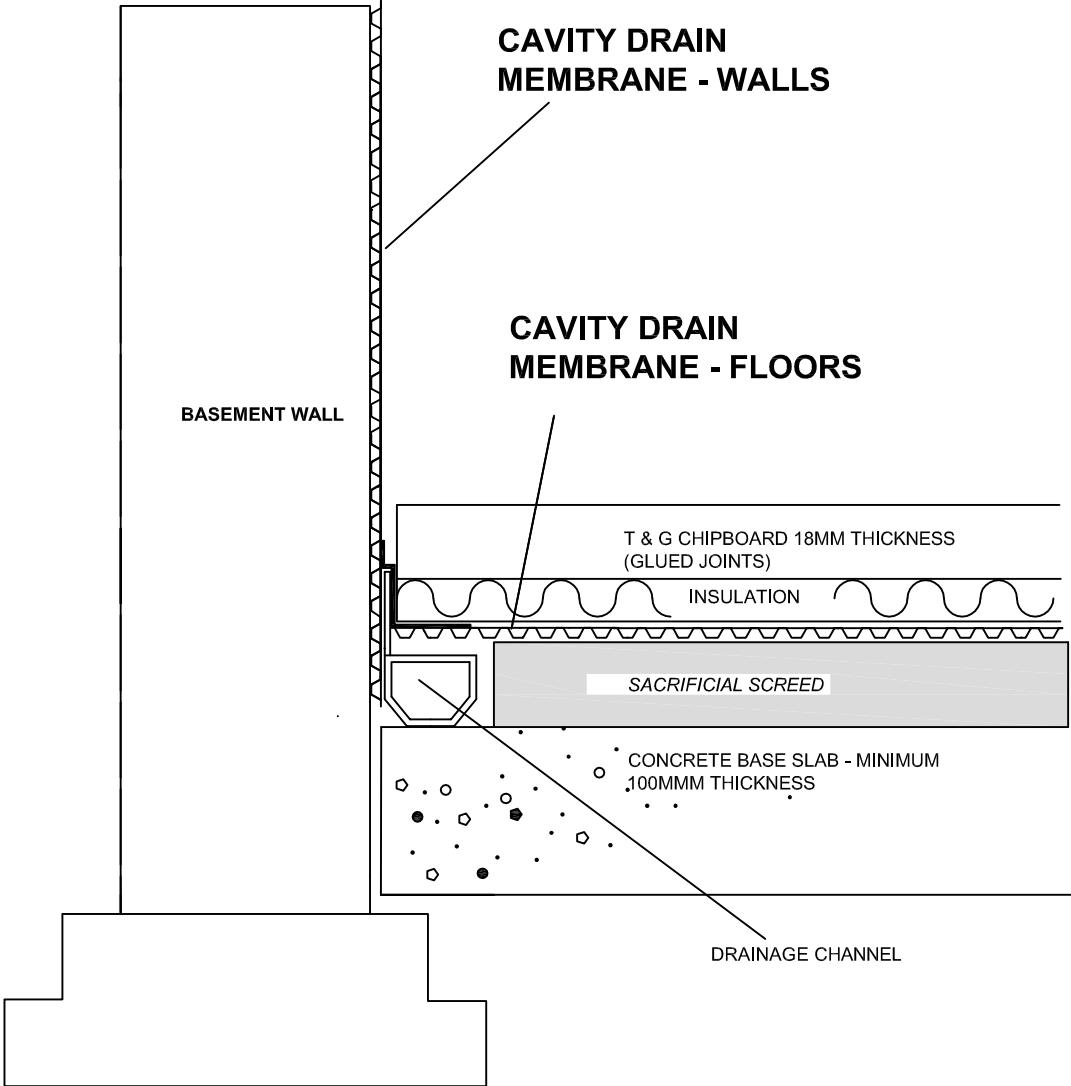 CAVITY DRAIN
MEMBRANE - WALLS
CAVITY DRAIN
MEMBRANE - FLOORS
BASEMENT WALL
T & G CHIPBOARD 18MM THICKNESS
(GLUED JOINTS)
INSULATION
SACRIFICIAL SCREED
CONCRETE BASE SLAB - MINIMUM
100MMM THICKNESS
DRAINAGE CHANNEL